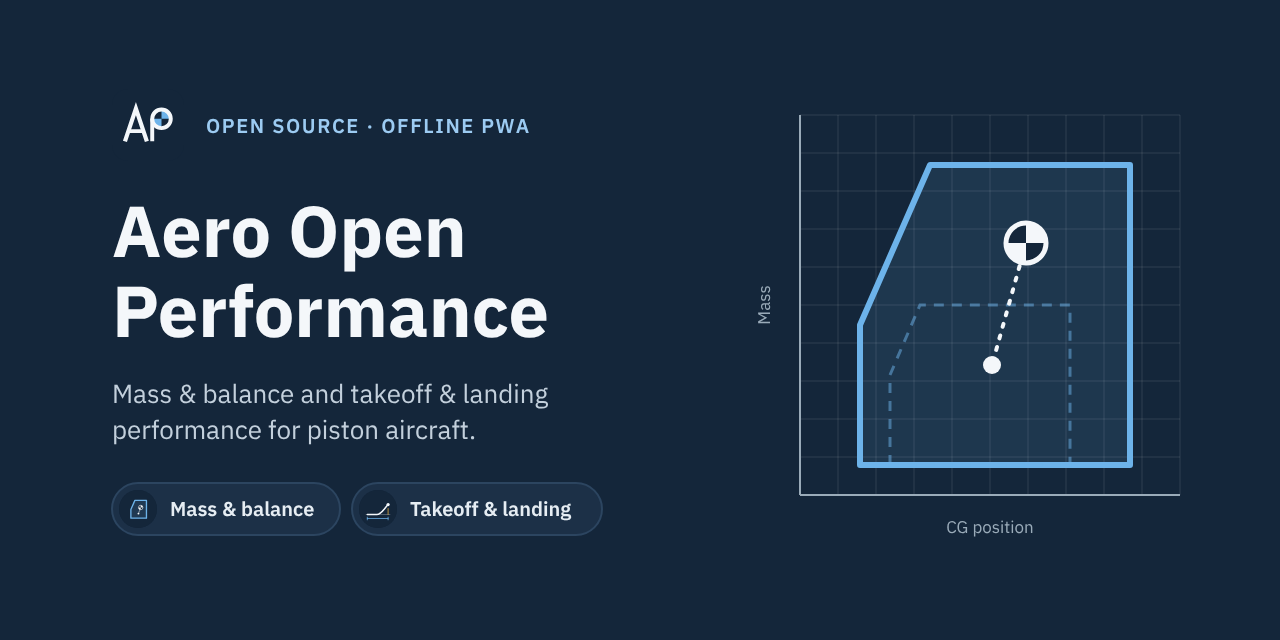 AP
OPEN SOURCE · OFFLINE PWA
Aero Open
Performance
Mass & balance and takeoff & landing
performance for piston aircraft.
Mass & balance
Takeoff & landing
Mass
CG position